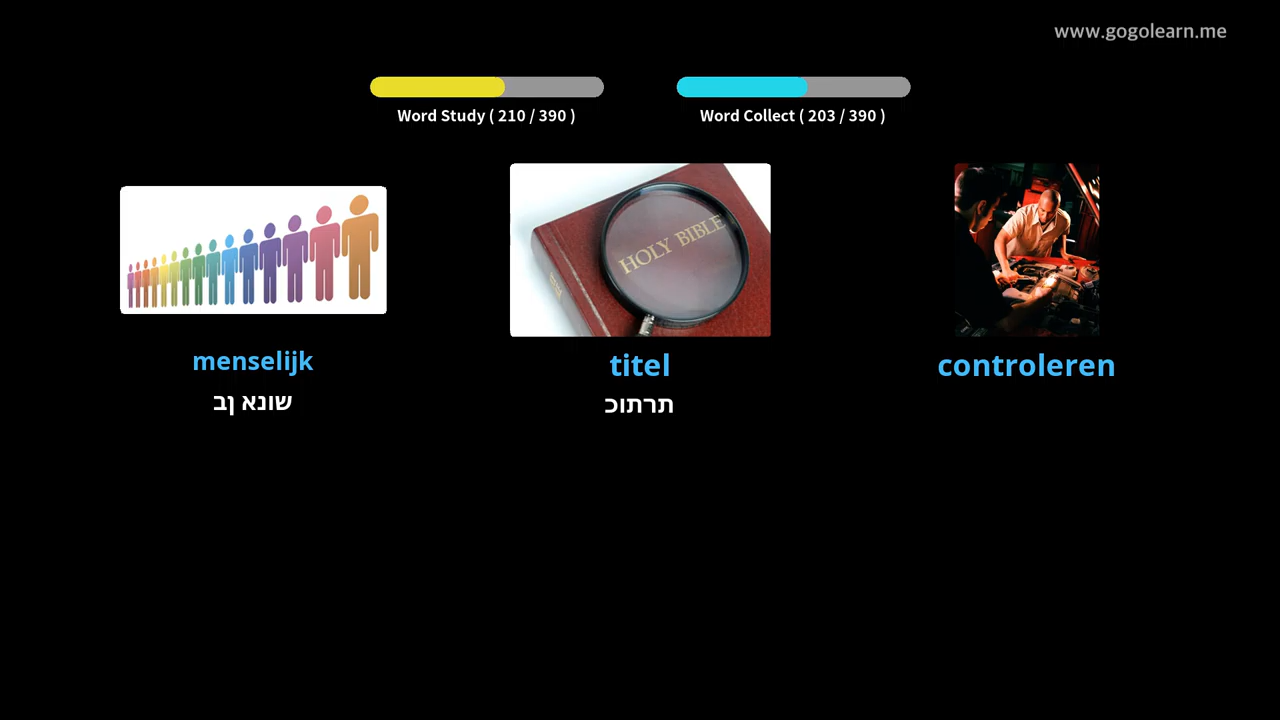 www.gogolearn.me
Word Study ( 210 / 390 )
Word Collect ( 203 / 390 )
HOLY BIBLE
menselijk
titel
controleren
שונא ןב
תרתוכ